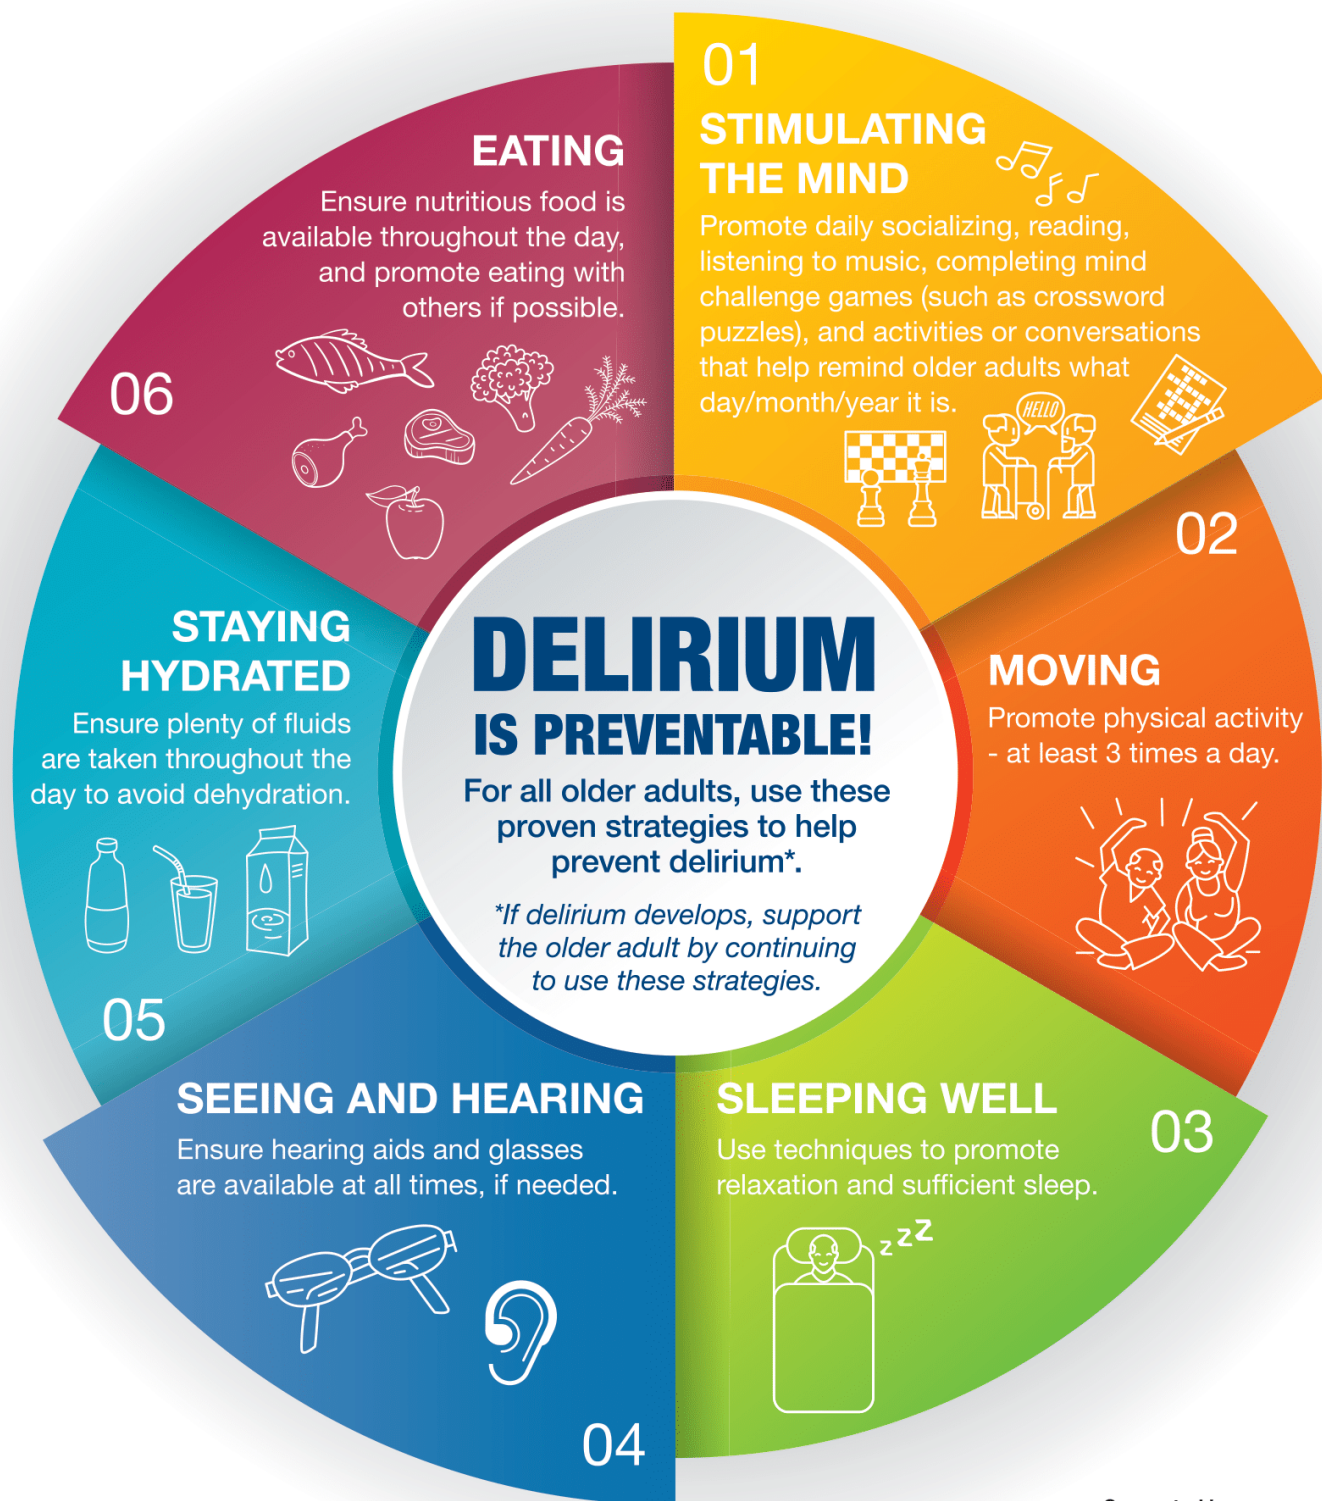 DELIRIUM
IS PREVENTABLE!
For all older adults, use these
proven strategies to help
prevent delirium*.
*If delirium develops, support
the older adult by continuing
to use these strategies.
01
STIMULATING
THE MIND
Promote daily socializing, reading,
listening to music, completing mind
challenge games (such as crossword
puzzles), and activities or conversations
that help remind older adults what
day/month/year it is.
HELLO
02
MOVING
Promote physical activity
- at least 3 times a day.
03
SLEEPING WELL
Use techniques to promote
relaxation and sufficient sleep.
z z Z
04
SEEING AND HEARING
Ensure hearing aids and glasses
are available at all times, if needed.
05
STAYING
HYDRATED
Ensure plenty of fluids
are taken throughout the
day to avoid dehydration.
06
EATING
Ensure nutritious food is
available throughout the day,
and promote eating with
others if possible.